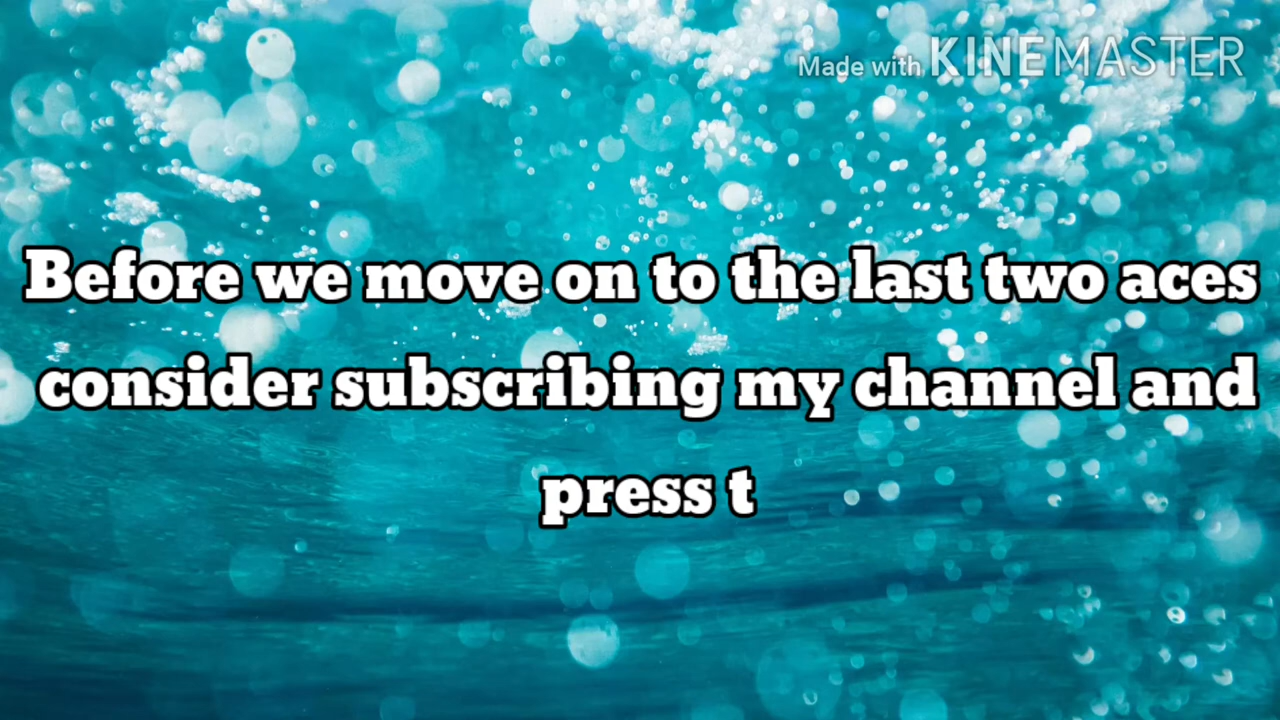 Made with KINEMASTER
Before we move on to the last two aces
consider subscribing my channel and
press t